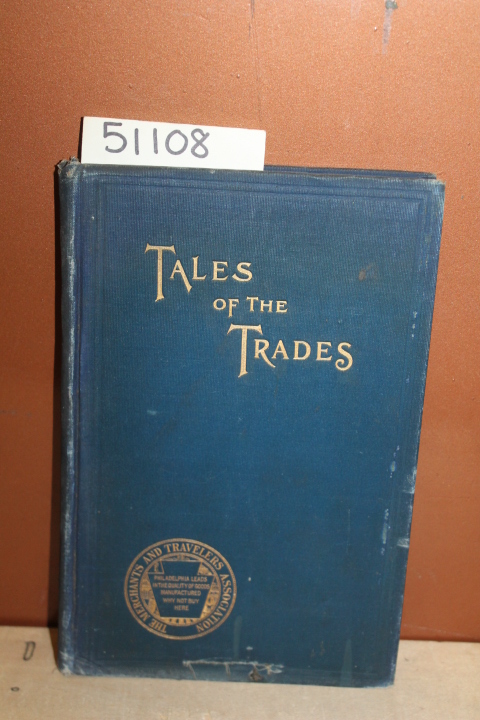 51108
TALES
OF THE
TRADES
THE MERCHANTS AND TRAVELERS ASSOCIATION
PHILADELPHIA LEADS
IN THE QUALITY OF GOODS
MANUFACTURED
WHY NOT BUY
HERE
D